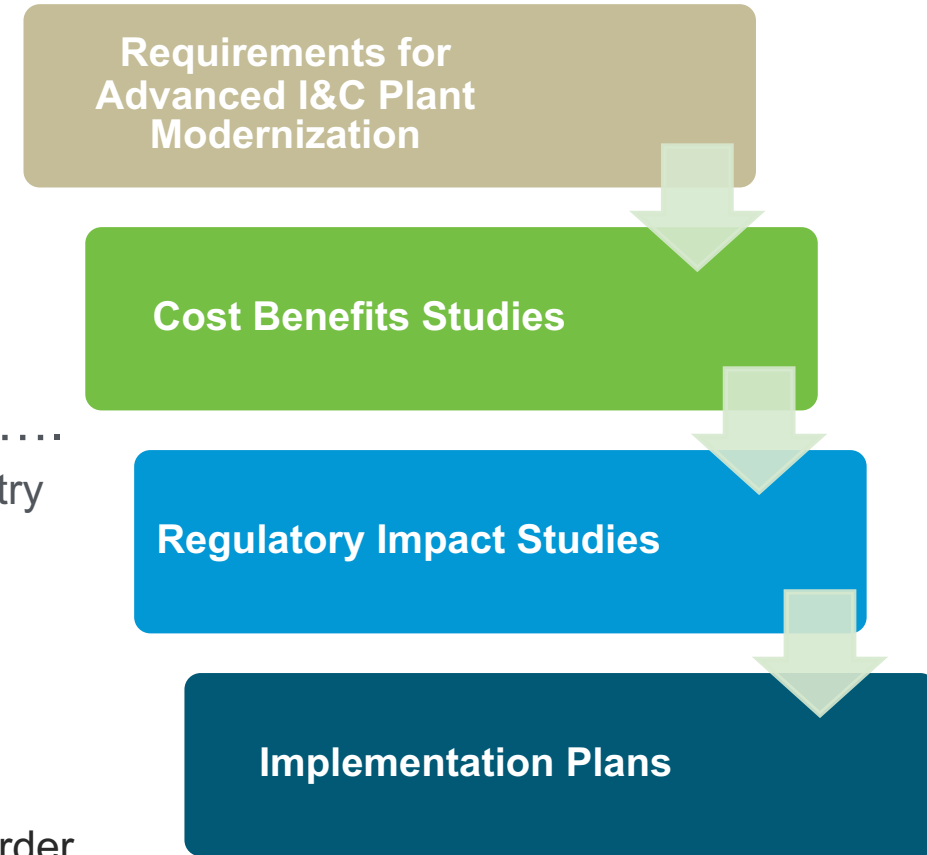 Requirements for
Advanced I&C Plant
Modernization
Cost Benefits Studies
….
try
Regulatory Impact Studies
Implementation Plans
rder